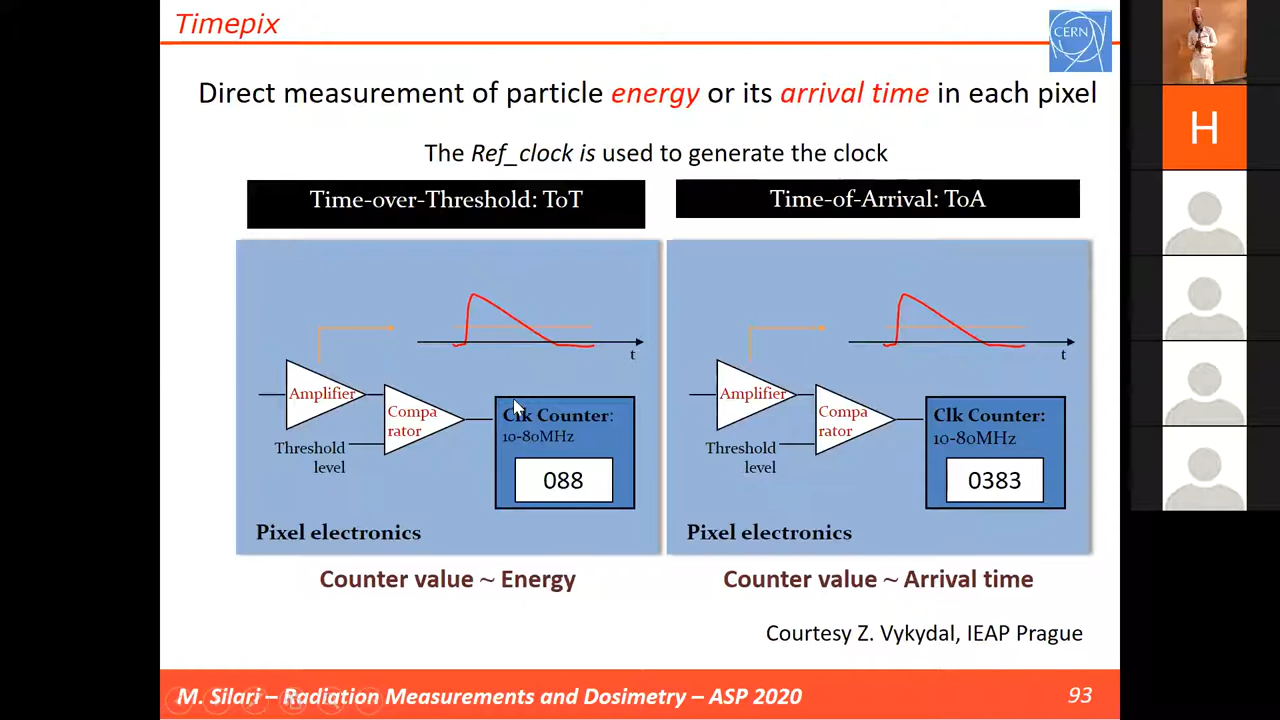 Timepix
CERN
Direct measurement of particle energy or its arrival time in each pixel
The Ref_clock is used to generate the clock
Time-over-Threshold: ToT
t
Amplifier
Compa
rator
Threshold
level
Clk Counter:
10-80MHz
088
Pixel electronics
Counter value ~ Energy
Time-of-Arrival: ToA
t
Amplifier
Compa
rator
Threshold
level
Clk Counter:
10-80MHz
0383
Pixel electronics
Counter value ~ Arrival time
Courtesy Z. Vykydal, IEAP Prague
M. Silari – Radiation Measurements and Dosimetry – ASP 2020
93
H